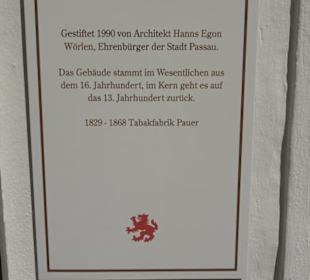 Gestiftet 1990 von Architekt Hanns Egon
Wörlen, Ehrenbürger der Stadt Passau.
Das Gebäude stammt im Wesentlichen aus
dem 16. Jahrhundert, im Kern geht es auf
das 13. Jahrhundert zurück.
1829 - 1868 Tabakfabrik Pauer